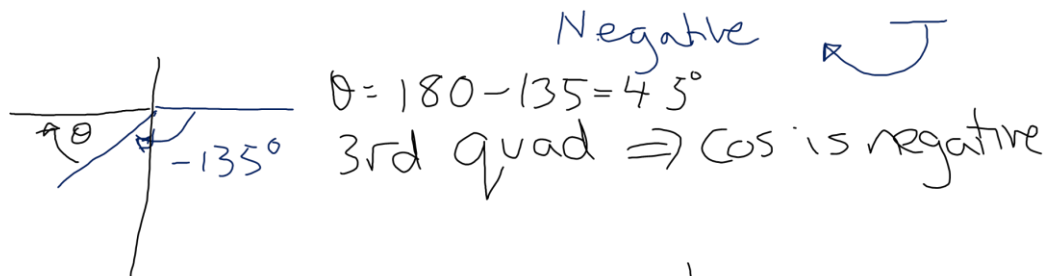 Negative
θ = 180 - 135 = 45°
θ
-135°
3rd quad ⇒ Cos is negative